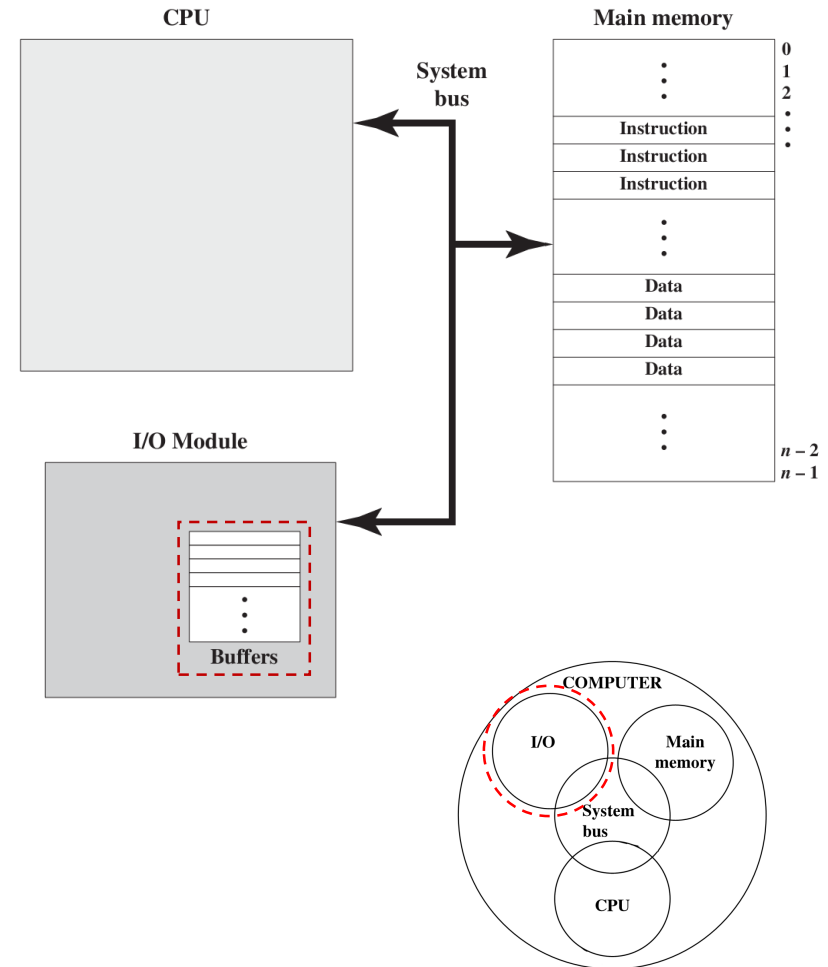 CPU
Main memory
System
bus
0
1
2
Instruction
Instruction
Instruction
Data
Data
Data
Data
n – 2
n – 1
I/O Module
Buffers
COMPUTER
I/O
Main
memory
System
bus
CPU